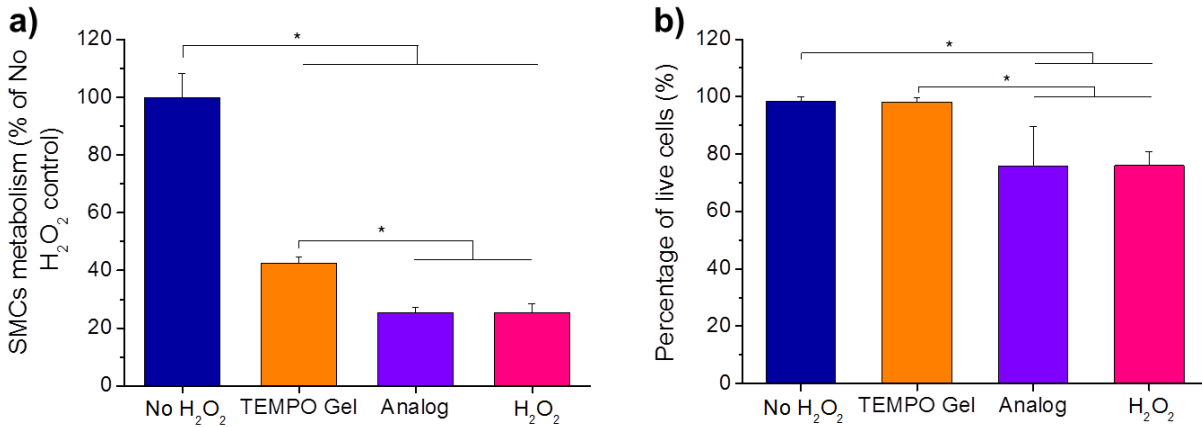 a)
SMCs metabolism (% of No
H₂O₂ control)
120
100
80
60
40
20
0
*
*
No H₂O₂ TEMPO Gel Analog H₂O₂
b)
Percentage of live cells (%)
120
100
80
60
40
20
0
*
*
No H₂O₂ TEMPO Gel Analog H₂O₂